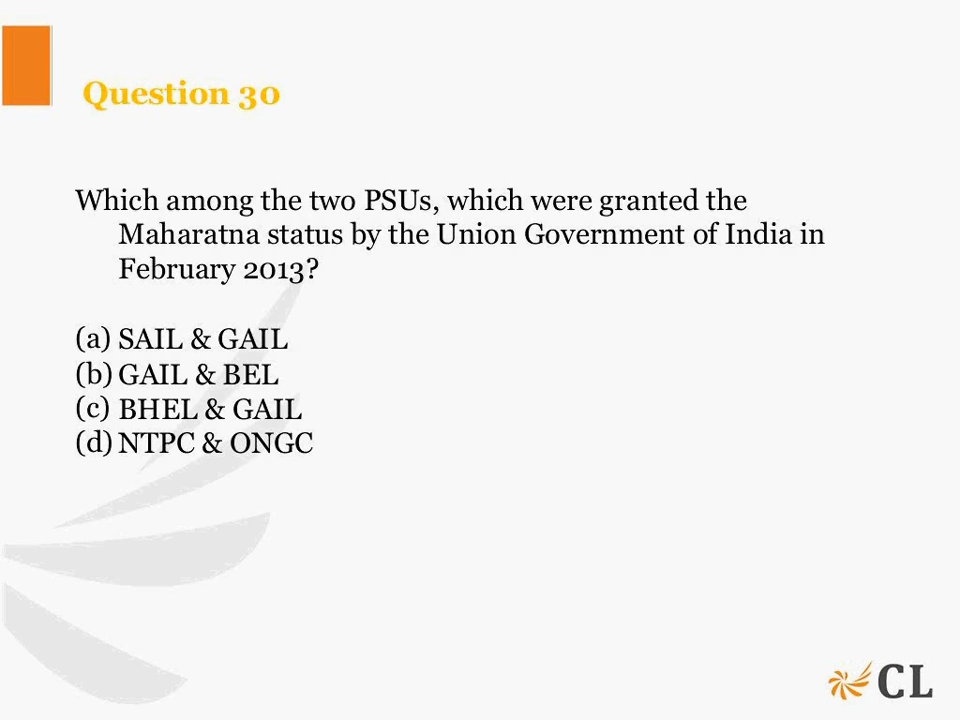 Question 30
Which among the two PSUs, which were granted the
Maharatna status by the Union Government of India in
February 2013?
(a) SAIL & GAIL
(b) GAIL & BEL
(c) BHEL & GAIL
(d) NTPC & ONGC
CL